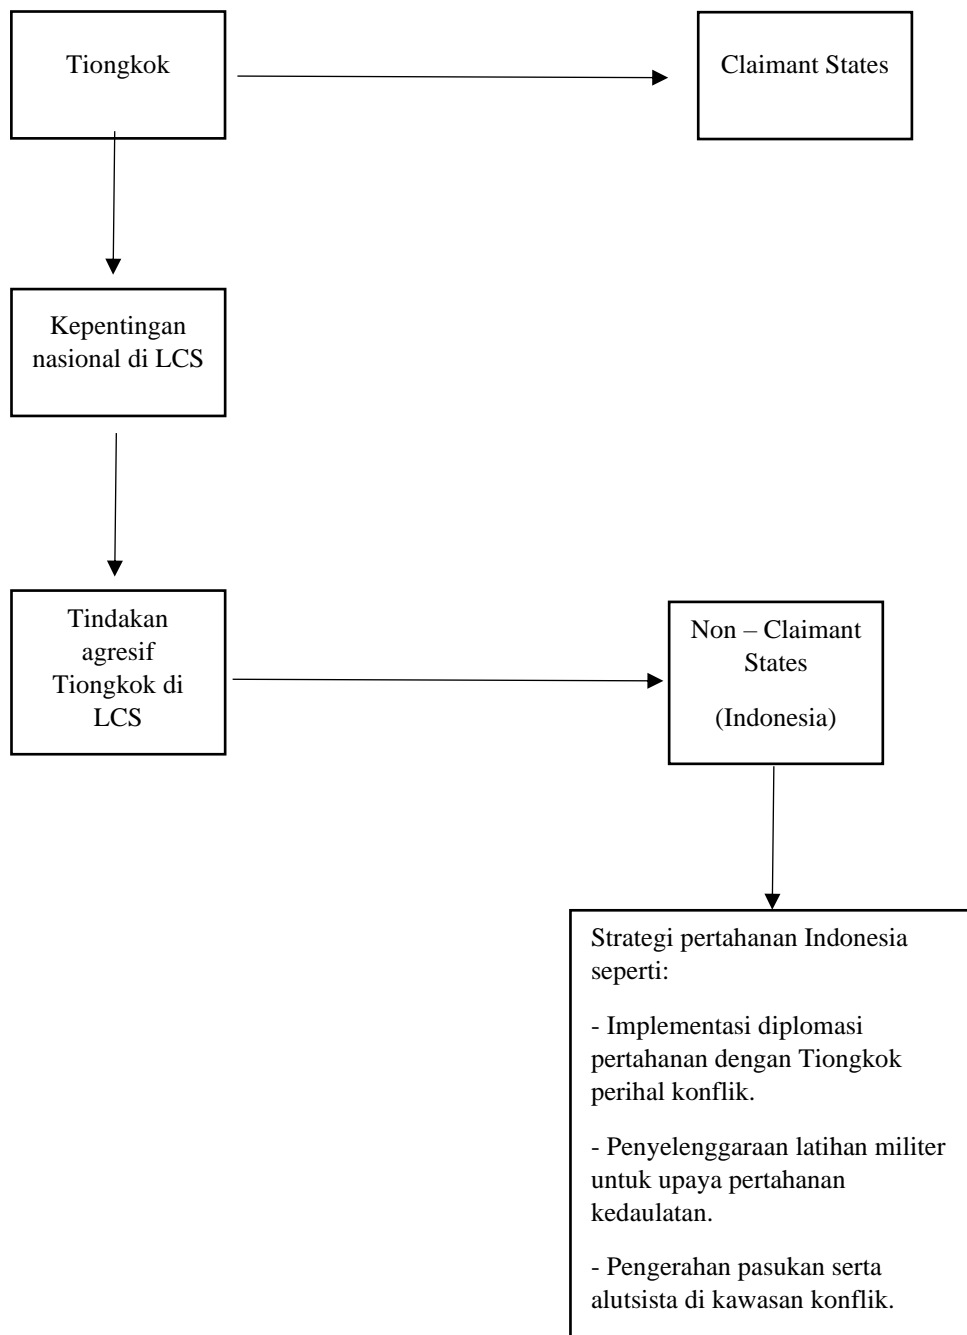 Tiongkok
Claimant States
Kepentingan
nasional di LCS
Tindakan
agresif
Tiongkok di
LCS
Non – Claimant
States
(Indonesia)
Strategi pertahanan Indonesia
seperti:
- Implementasi diplomasi
pertahanan dengan Tiongkok
perihal konflik.
- Penyelenggaraan latihan militer
untuk upaya pertahanan
kedaulatan.
- Pengerahan pasukan serta
alutsista di kawasan konflik.